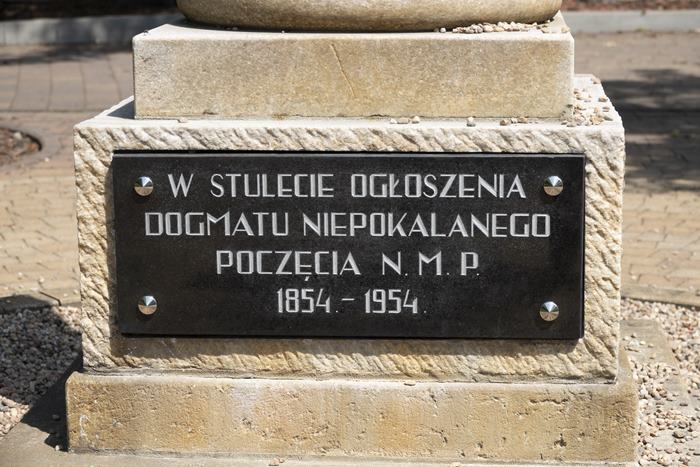 W STULECIE OGŁOSZENIA
DOGMATU NIEPOKALANEGO
POCZĘCIA N.M.P.
1854.-1954.